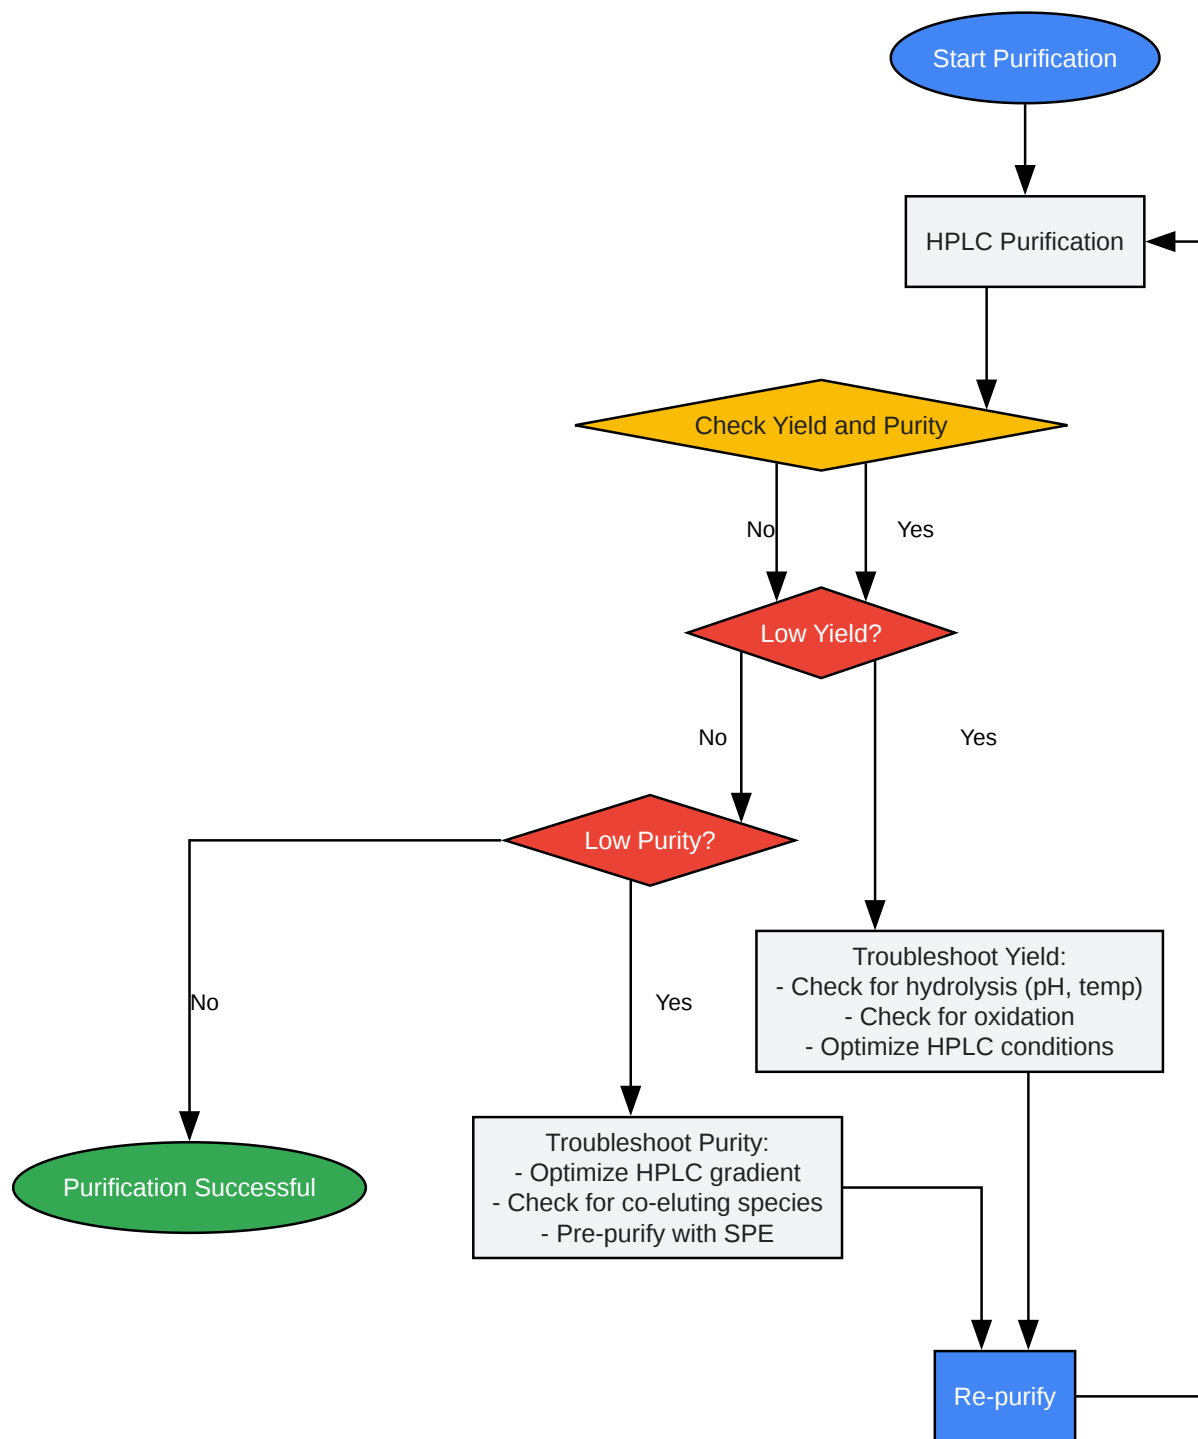 Start Purification
HPLC Purification
Check Yield and Purity
No
Yes
Low Yield?
No
Yes
Low Purity?
Troubleshoot Yield:
- Check for hydrolysis (pH, temp)
- Check for oxidation
- Optimize HPLC conditions
No
Yes
Troubleshoot Purity:
- Optimize HPLC gradient
- Check for co-eluting species
- Pre-purify with SPE
Purification Successful
Re-purify